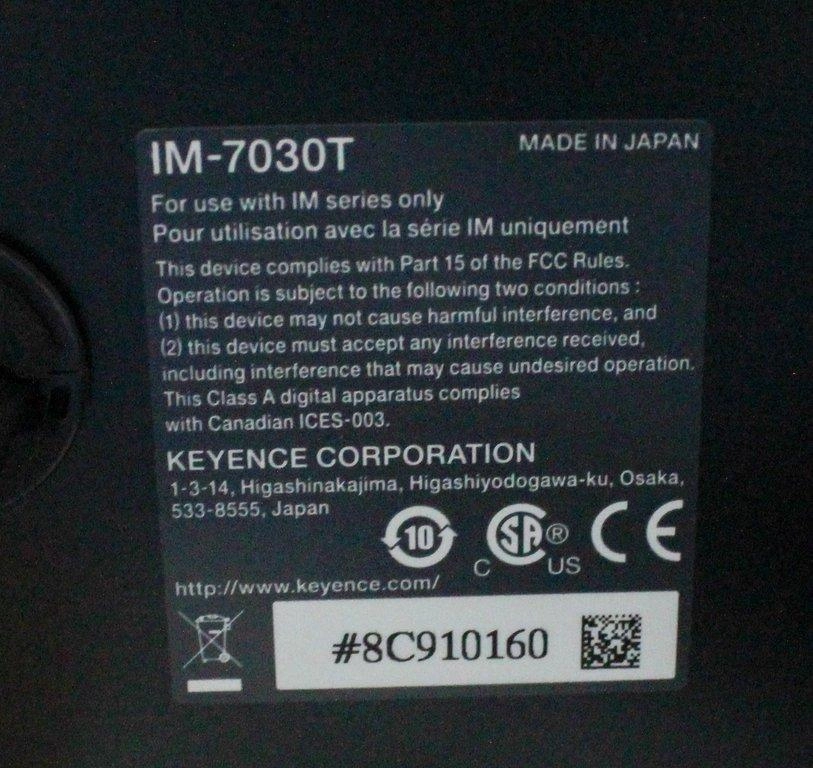 IM-7030T
MADE IN JAPAN
For use with IM series only
Pour utilisation avec la série IM uniquement
This device complies with Part 15 of the FCC Rules.
Operation is subject to the following two conditions :
(1) this device may not cause harmful interference, and
(2) this device must accept any interference received,
including interference that may cause undesired operation.
This Class A digital apparatus complies
with Canadian ICES-003.
KEYENCE CORPORATION
1-3-14, Higashinakajima, Higashiyodogawa-ku, Osaka,
533-8555, Japan
10
C SA ® US
CE
http://www.keyence.com/
#8C910160